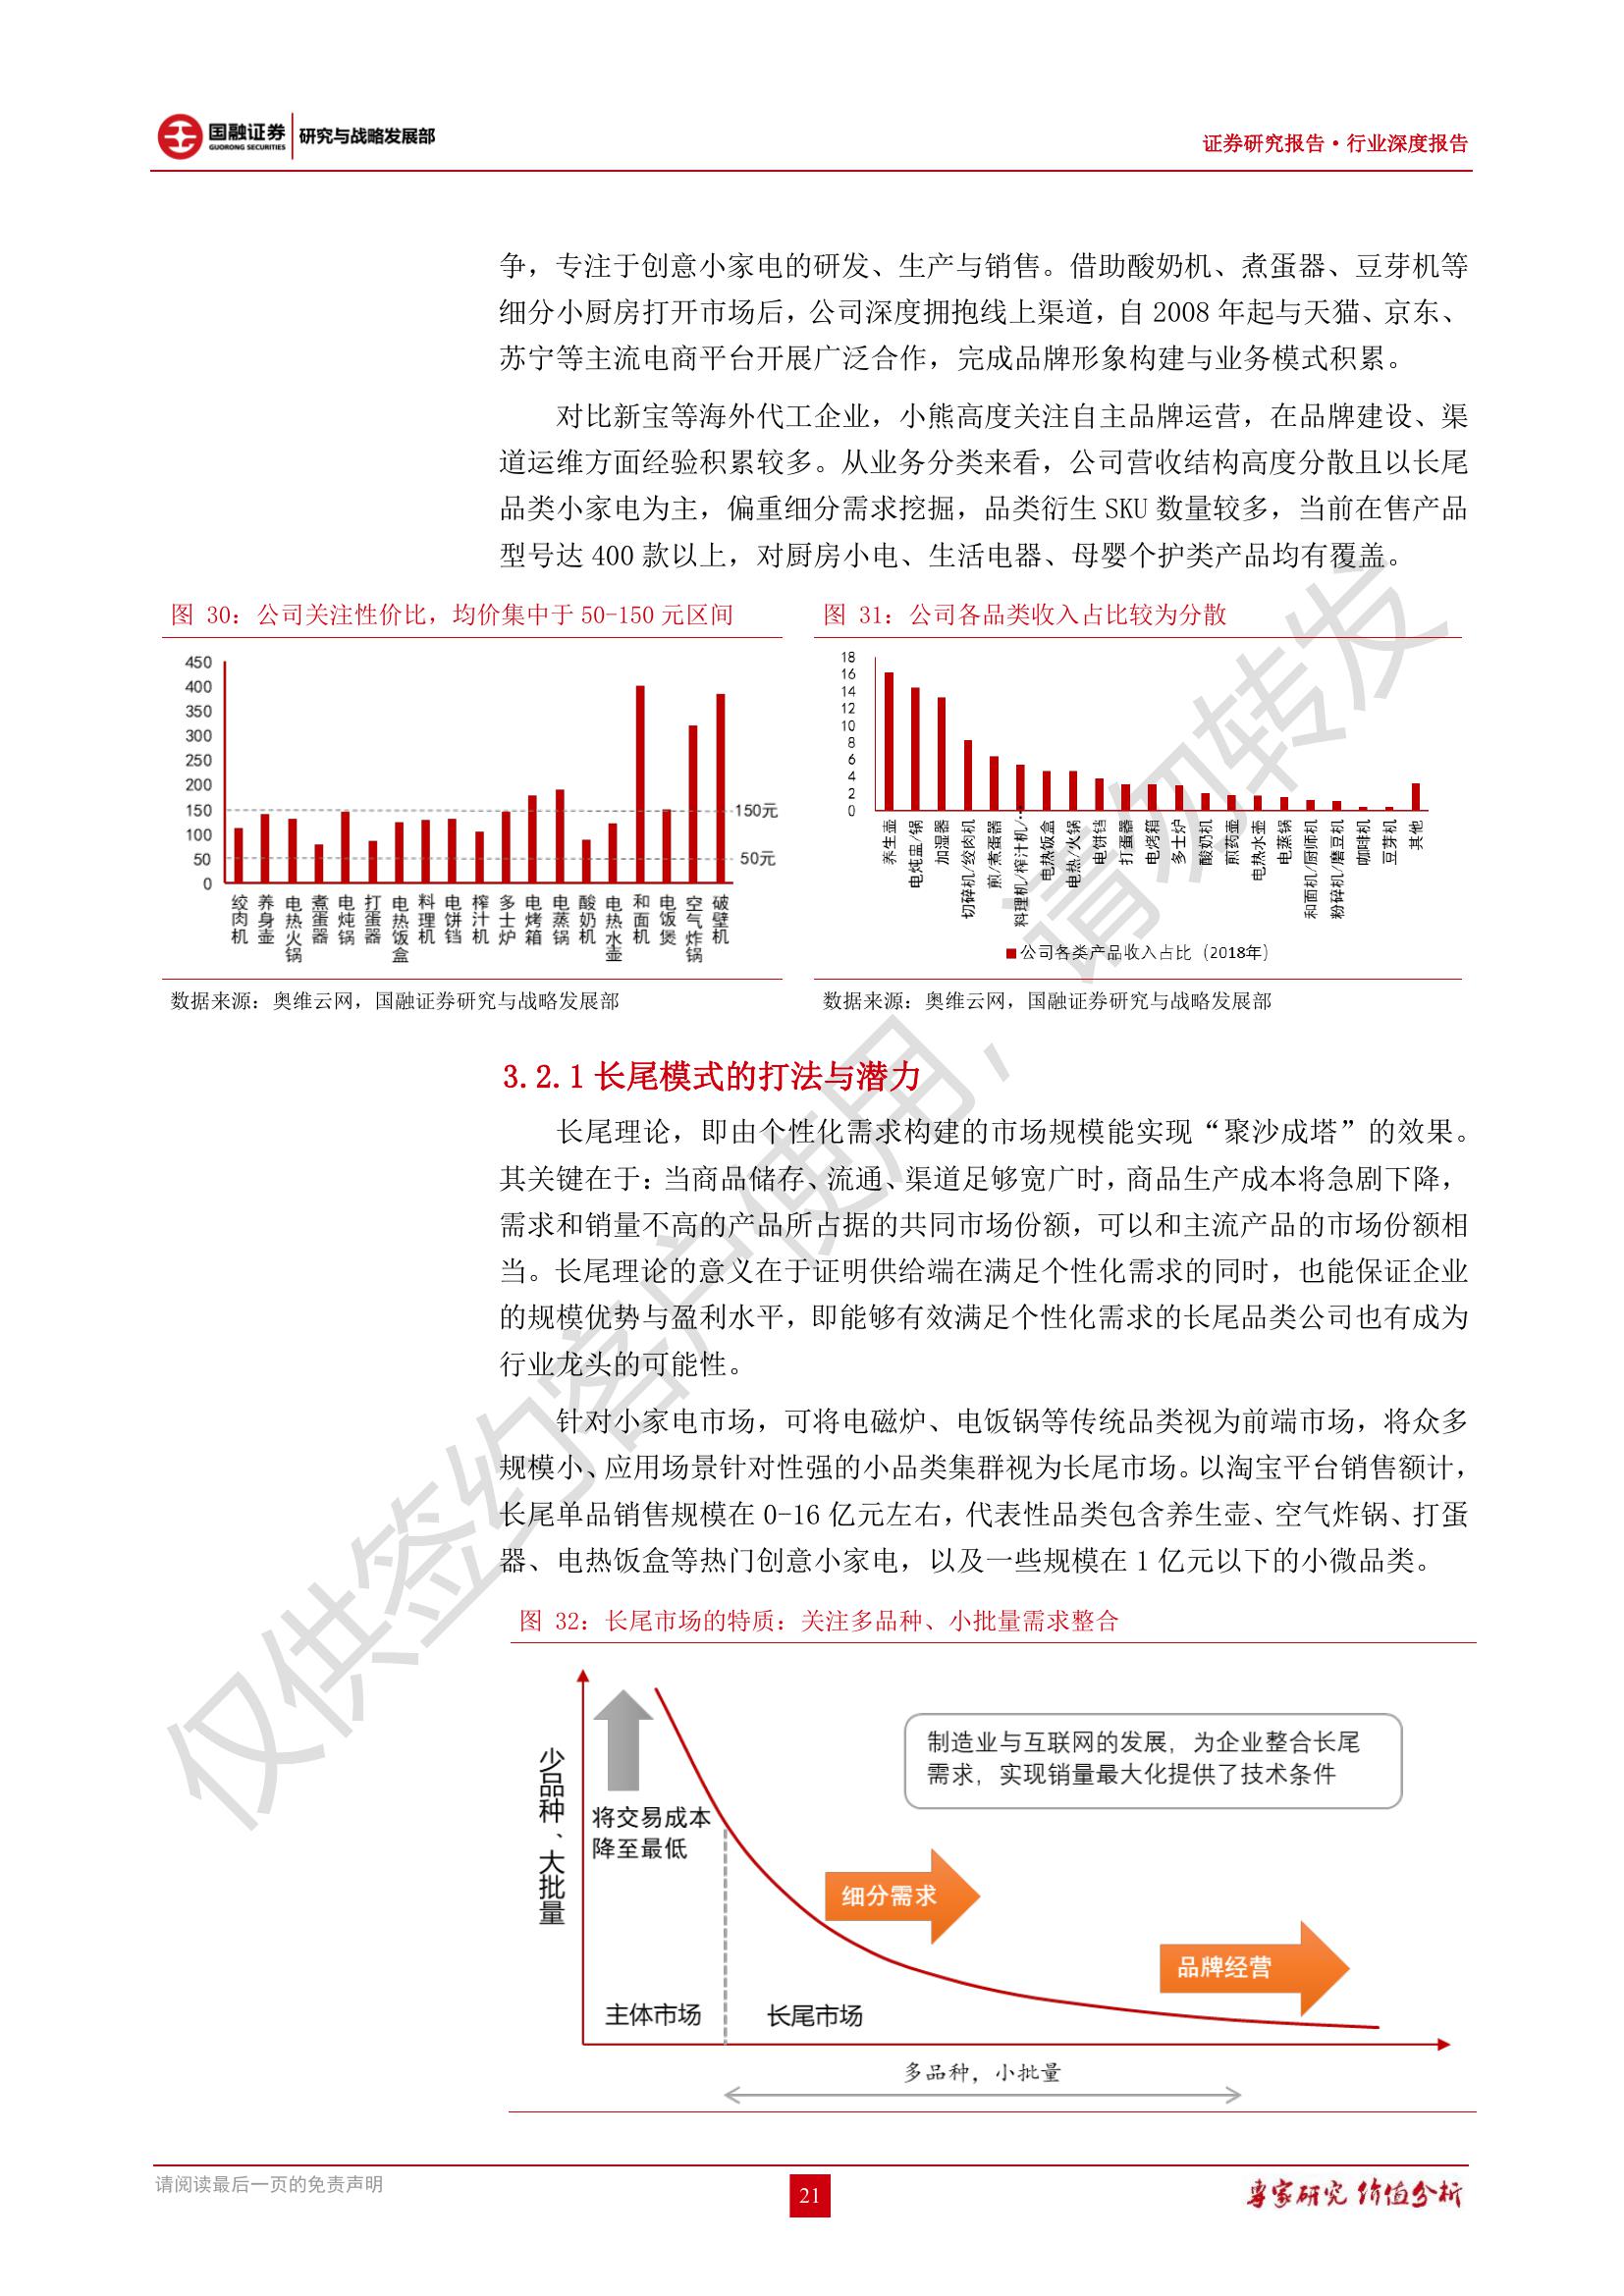 国融证券
GUORONG SECURITIES
研究与战略发展部
证券研究报告·行业深度报告
争，专注于创意小家电的研发、生产与销售。借助酸奶机、煮蛋器、豆芽机等
细分小厨房打开市场后，公司深度拥抱线上渠道，自 2008 年起与天猫、京东、
苏宁等主流电商平台开展广泛合作，完成品牌形象构建与业务模式积累。
对比新宝等海外代工企业，小熊高度关注自主品牌运营，在品牌建设、渠
道运维方面经验积累较多。从业务分类来看，公司营收结构高度分散且以长尾
品类小家电为主，偏重细分需求挖掘，品类衍生 SKU 数量较多，当前在售产品
型号达 400 款以上，对厨房小电、生活电器、母婴个护类产品均有覆盖。
图 30：公司关注性价比，均价集中于 50-150 元区间
450
400
350
300
250
200
150
100
50
0
150元
50元
绞肉机
养身壶
电热火锅
煮蛋器
电炖锅
打蛋器
电热饭盒
料理机
电饼铛
榨汁机
多士炉
电烤箱
电蒸锅
酸奶机
电热水壶
和面机
电饭煲
空气炸锅
破壁机
数据来源：奥维云网，国融证券研究与战略发展部
图 31：公司各品类收入占比较为分散
18
16
14
12
10
8
6
4
2
0
养生壶
电炖盅/锅
加湿器
切碎机/绞肉机
煎/煮蛋器
料理机/榨汁机/…
电热饭盒
电热/火锅
电饼铛
打蛋器
电烤箱
多士炉
酸奶机
煎药壶
电热水壶
电蒸锅
和面机/厨师机
粉碎机/磨豆机
咖啡机
豆芽机
其他
公司各类产品收入占比（2018年）
数据来源：奥维云网，国融证券研究与战略发展部
3.2.1 长尾模式的打法与潜力
长尾理论，即由个性化需求构建的市场规模能实现“聚沙成塔”的效果。
其关键在于：当商品储存、流通、渠道足够宽广时，商品生产成本将急剧下降，
需求和销量不高的产品所占据的共同市场份额，可以和主流产品的市场份额相
当。长尾理论的意义在于证明供给端在满足个性化需求的同时，也能保证企业
的规模优势与盈利水平，即能够有效满足个性化需求的长尾品类公司也有成为
行业龙头的可能性。
针对小家电市场，可将电磁炉、电饭锅等传统品类视为前端市场，将众多
规模小、应用场景针对性强的小品类集群视为长尾市场。以淘宝平台销售额计，
长尾单品销售规模在 0-16 亿元左右，代表性品类包含养生壶、空气炸锅、打蛋
器、电热饭盒等热门创意小家电，以及一些规模在 1 亿元以下的小微品类。
图 32：长尾市场的特质：关注多品种、小批量需求整合
少品种、大批量
将交易成本
降至最低
制造业与互联网的发展，为企业整合长尾
需求，实现销量最大化提供了技术条件
细分需求
品牌经营
主体市场
长尾市场
多品种，小批量
请阅读最后一页的免责声明
21
专家研究 价值分析
仅供签约客户使用，请勿转发